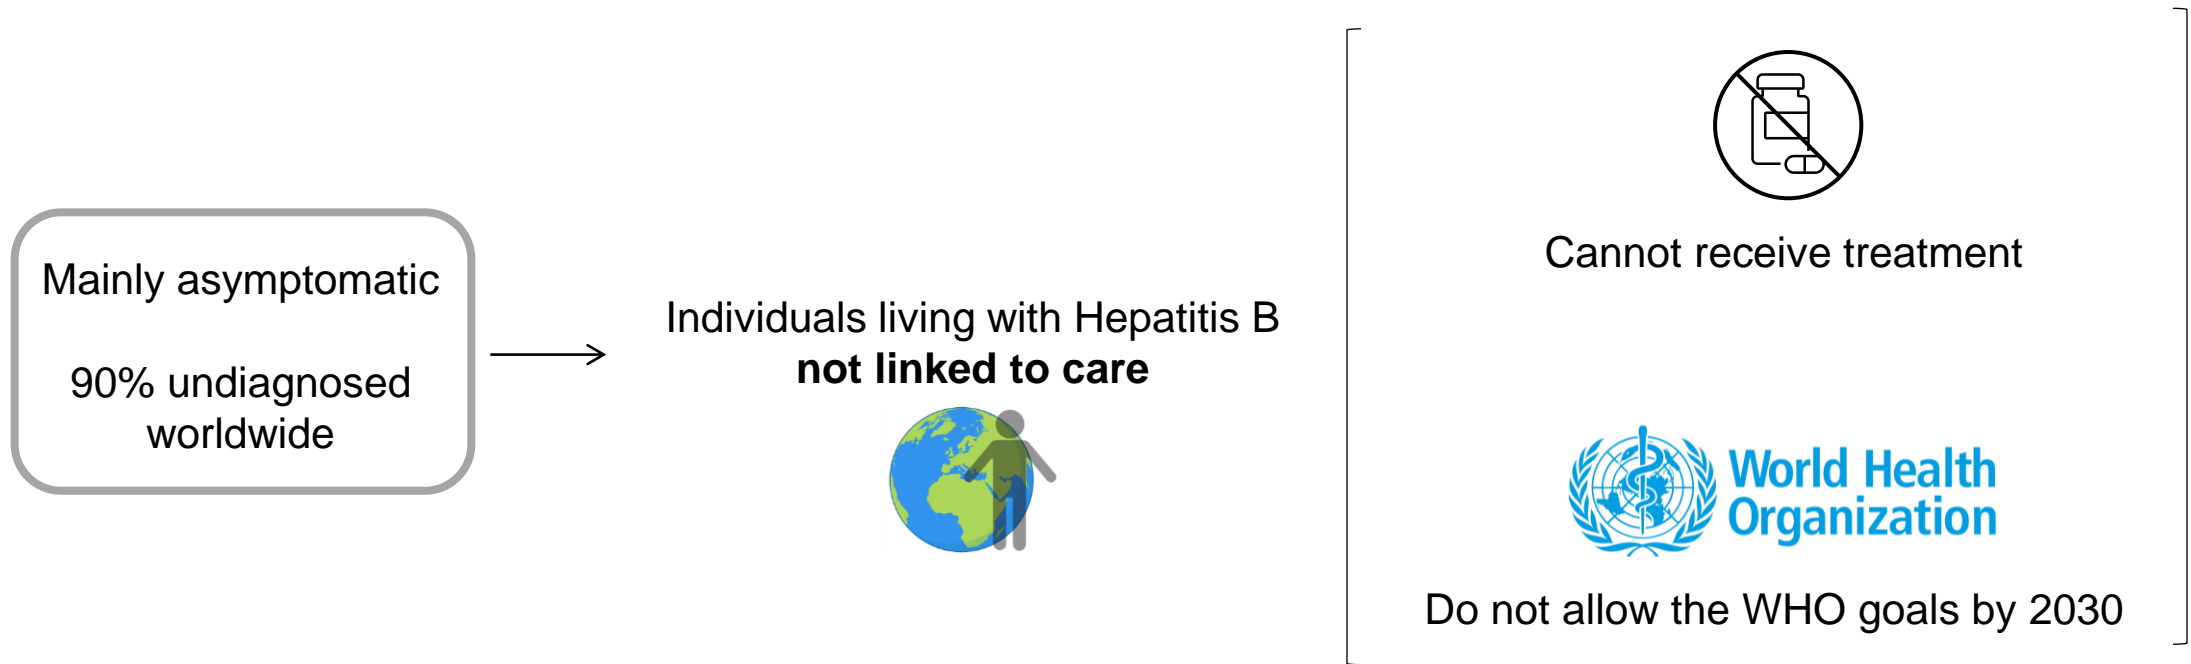 Mainly asymptomatic
90% undiagnosed
worldwide
Individuals living with Hepatitis B
not linked to care
Cannot receive treatment
World Health
Organization
Do not allow the WHO goals by 2030